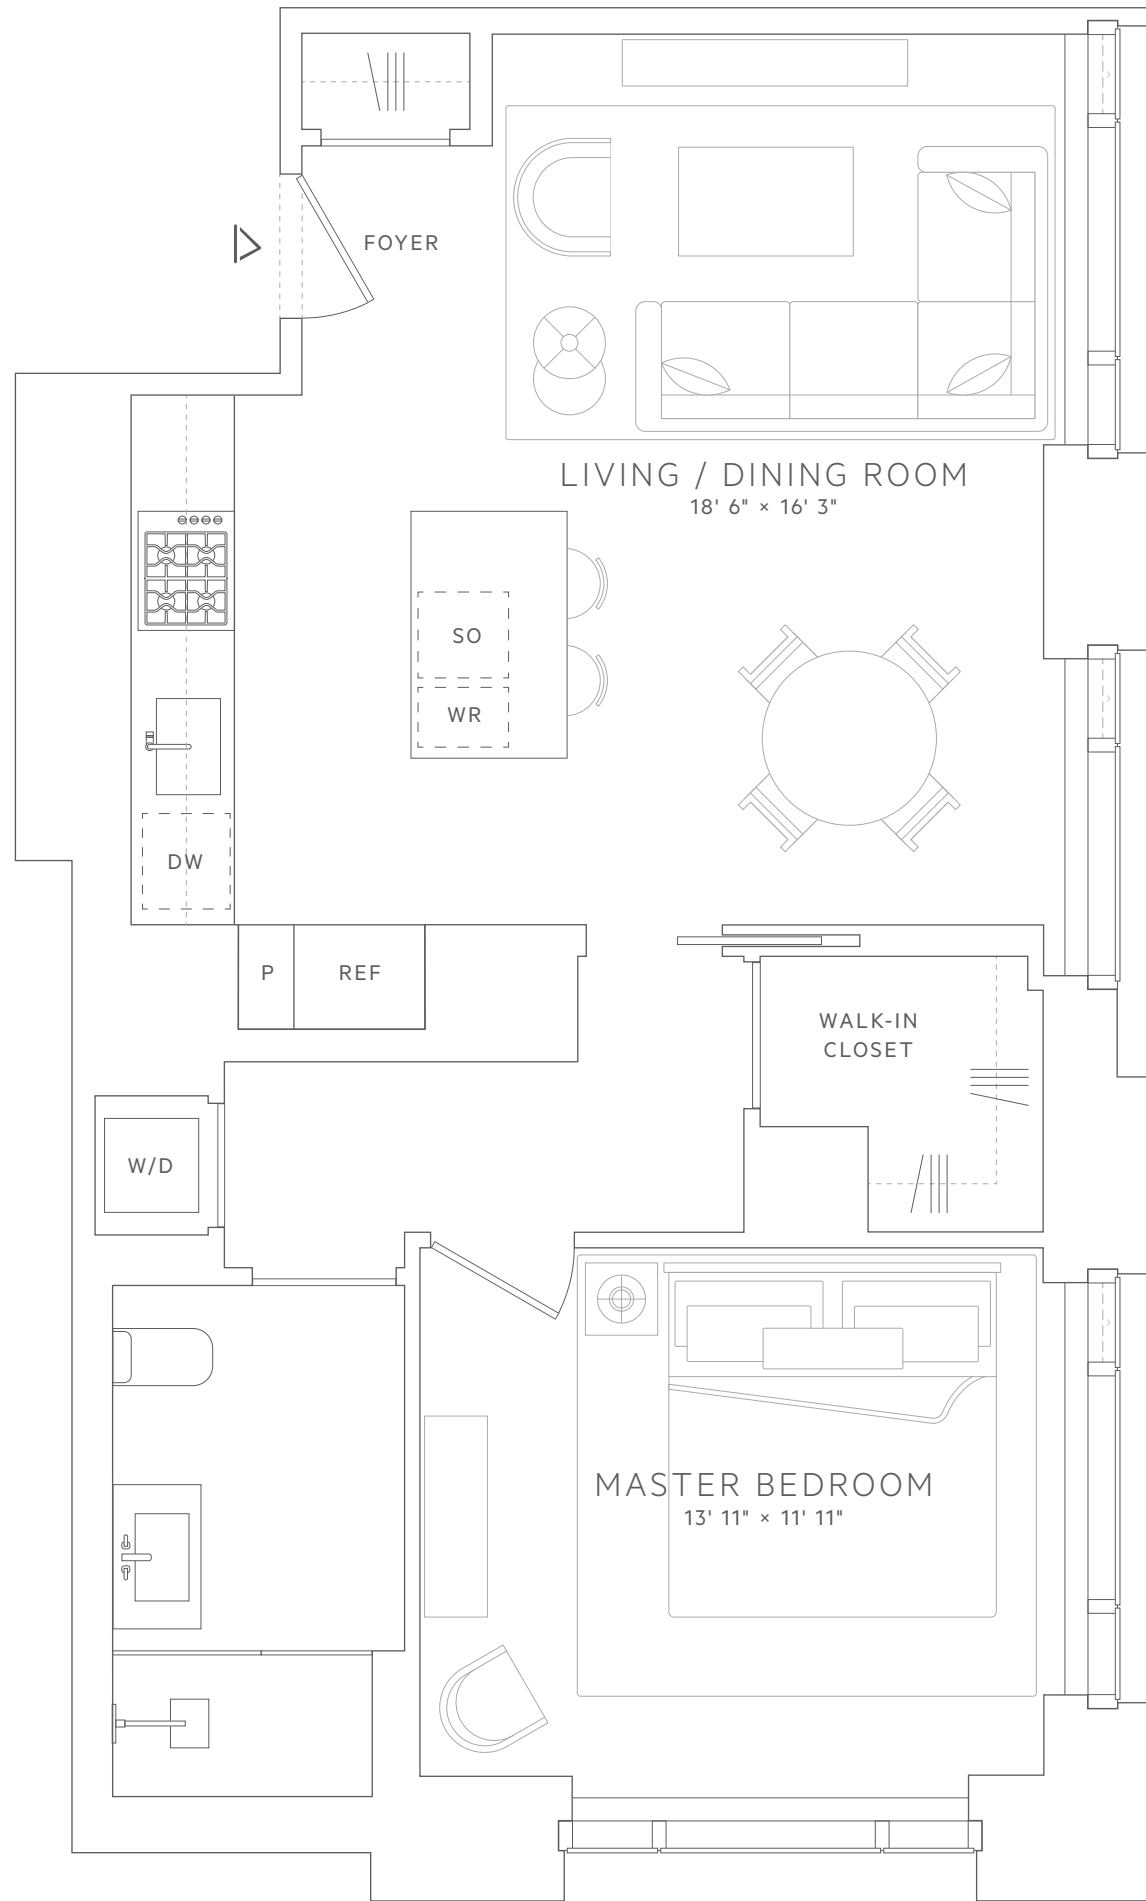 FOYER
LIVING / DINING ROOM
18' 6" × 16' 3"
SO
WR
DW
P
REF
WALK-IN
CLOSET
W/D
MASTER BEDROOM
13' 11" × 11' 11"